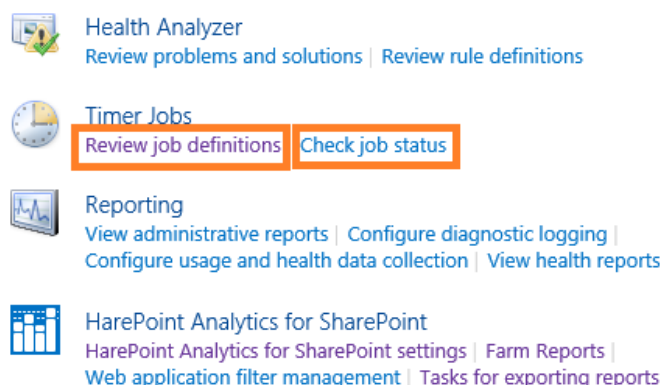 Health Analyzer
Review problems and solutions | Review rule definitions
Timer Jobs
Review job definitions Check job status
Reporting
View administrative reports | Configure diagnostic logging |
Configure usage and health data collection | View health reports
HarePoint Analytics for SharePoint
HarePoint Analytics for SharePoint settings | Farm Reports |
Web application filter management | Tasks for exporting reports